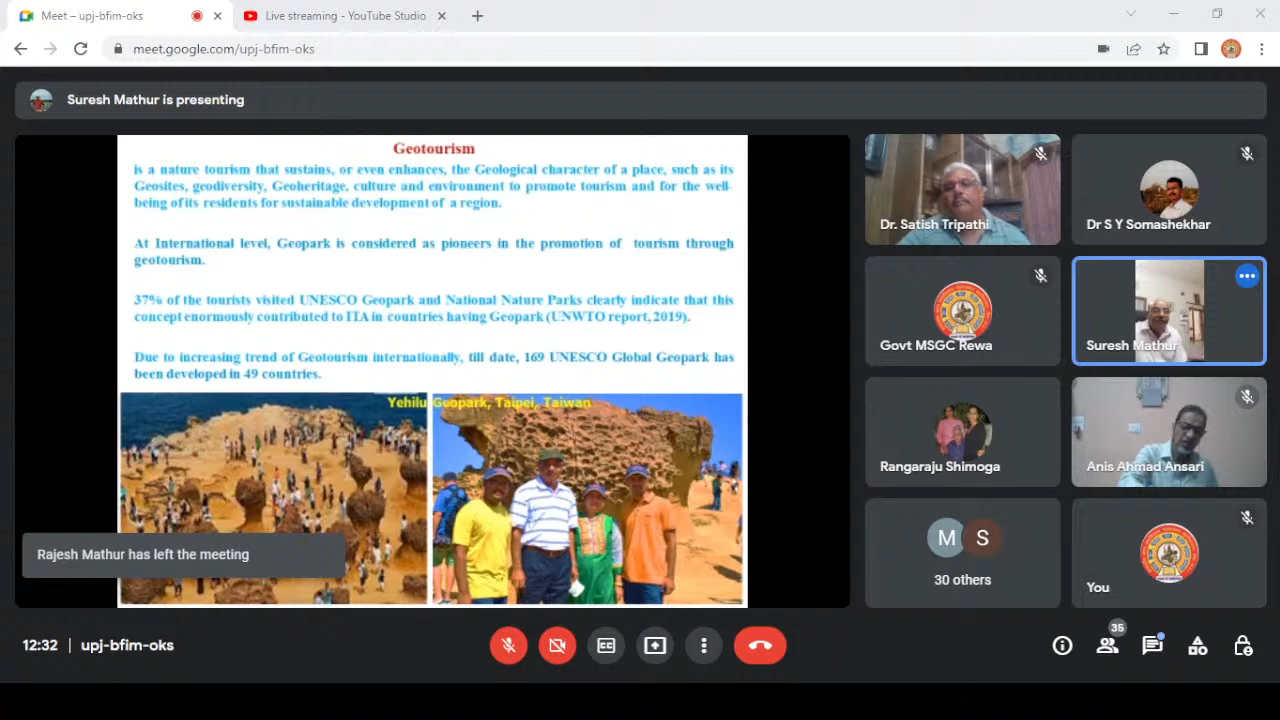 Meet – upj-bfim-oks
Live streaming - YouTube Studio
meet.google.com/upj-bfim-oks
Suresh Mathur is presenting
Geotourism
is a nature tourism that sustains, or even enhances, the Geological character of a place, such as its
Geosites, geodiversity, Geoheritage, culture and environment to promote tourism and for the well-
being of its residents for sustainable development of a region.
At International level, Geopark is considered as pioneers in the promotion of tourism through
geotourism.
37% of the tourists visited UNESCO Geopark and National Nature Parks clearly indicate that this
concept enormously contributed to ITA in countries having Geopark (UNWTO report, 2019).
Due to increasing trend of Geotourism internationally, till date, 169 UNESCO Global Geopark has
been developed in 49 countries.
Yehilu Geopark, Taipei, Taiwan
Rajesh Mathur has left the meeting
Dr. Satish Tripathi
Dr S Y Somashekhar
Govt MSGC Rewa
Suresh Mathur
Rangaraju Shimoga
Anis Ahmad Ansari
M S
30 others
You
12:32 | upj-bfim-oks
CC
35